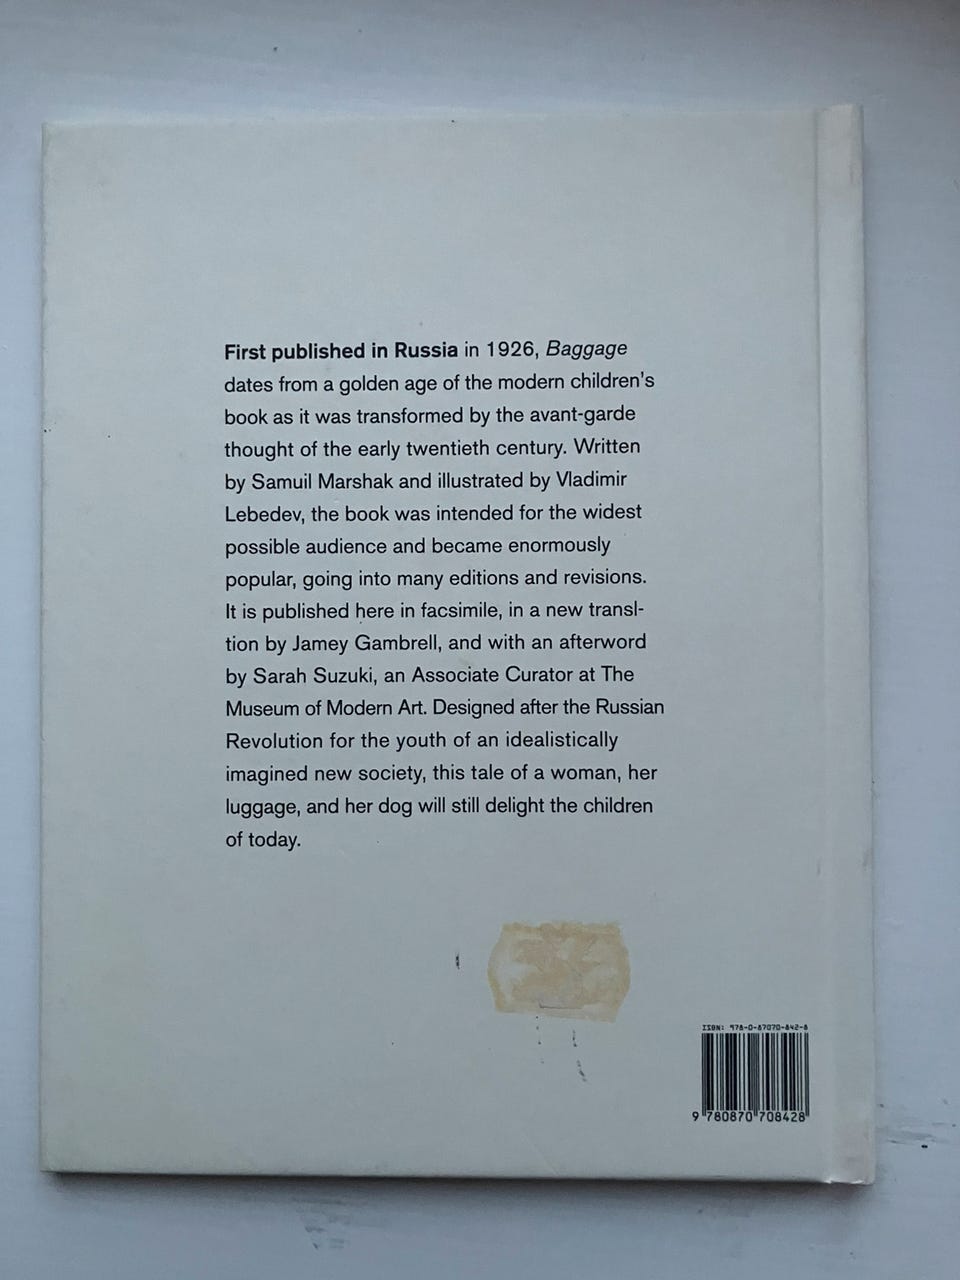 First published in Russia in 1926, Baggage
dates from a golden age of the modern children's
book as it was transformed by the avant-garde
thought of the early twentieth century. Written
by Samuil Marshak and illustrated by Vladimir
Lebedev, the book was intended for the widest
possible audience and became enormously
popular, going into many editions and revisions.
It is published here in facsimile, in a new transl-
tion by Jamey Gambrell, and with an afterword
by Sarah Suzuki, an Associate Curator at The
Museum of Modern Art. Designed after the Russian
Revolution for the youth of an idealistically
imagined new society, this tale of a woman, her
luggage, and her dog will still delight the children
of today.
ISBN: 978-0-87070-842-8
9 780870 708428